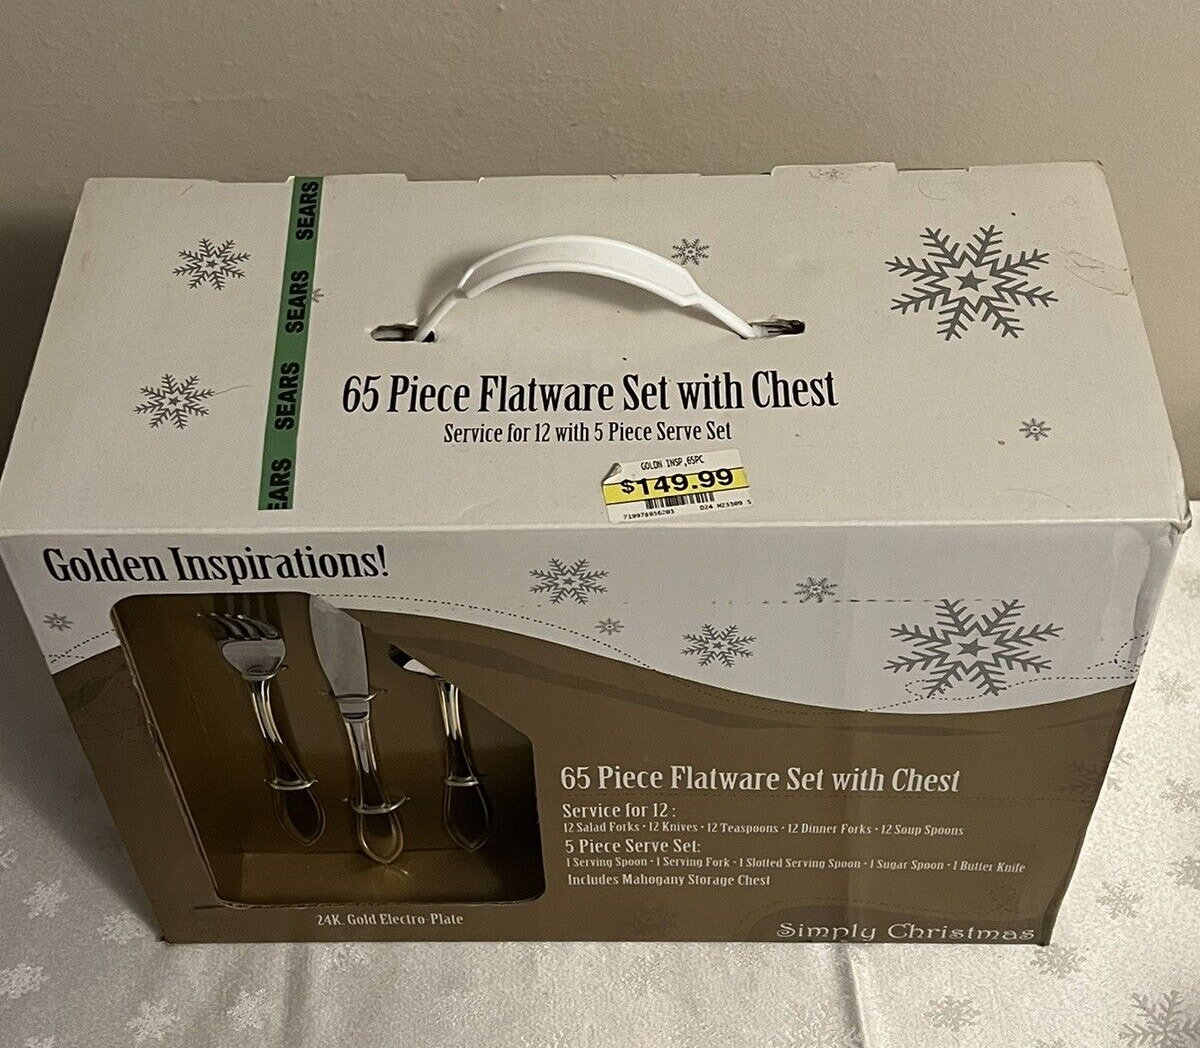 SEARS
SEARS
SEARS
EARS
65 Piece Flatware Set with Chest
Service for 12 with 5 Piece Serve Set
GOLDN INSP,65PC
$149.99
D24
Golden Inspirations!
65 Piece Flatware Set with Chest
Service for 12 :
12 Salad Forks • 12 Knives • 12 Teaspoons • 12 Dinner Forks • 12 Soup Spoons
5 Piece Serve Set:
1 Serving Spoon • 1 Serving Fork • 1 Slotted Serving Spoon • 1 Sugar Spoon • 1 Butter Knife
Includes Mahogany Storage Chest
24K. Gold Electro-Plate
Simply Christmas